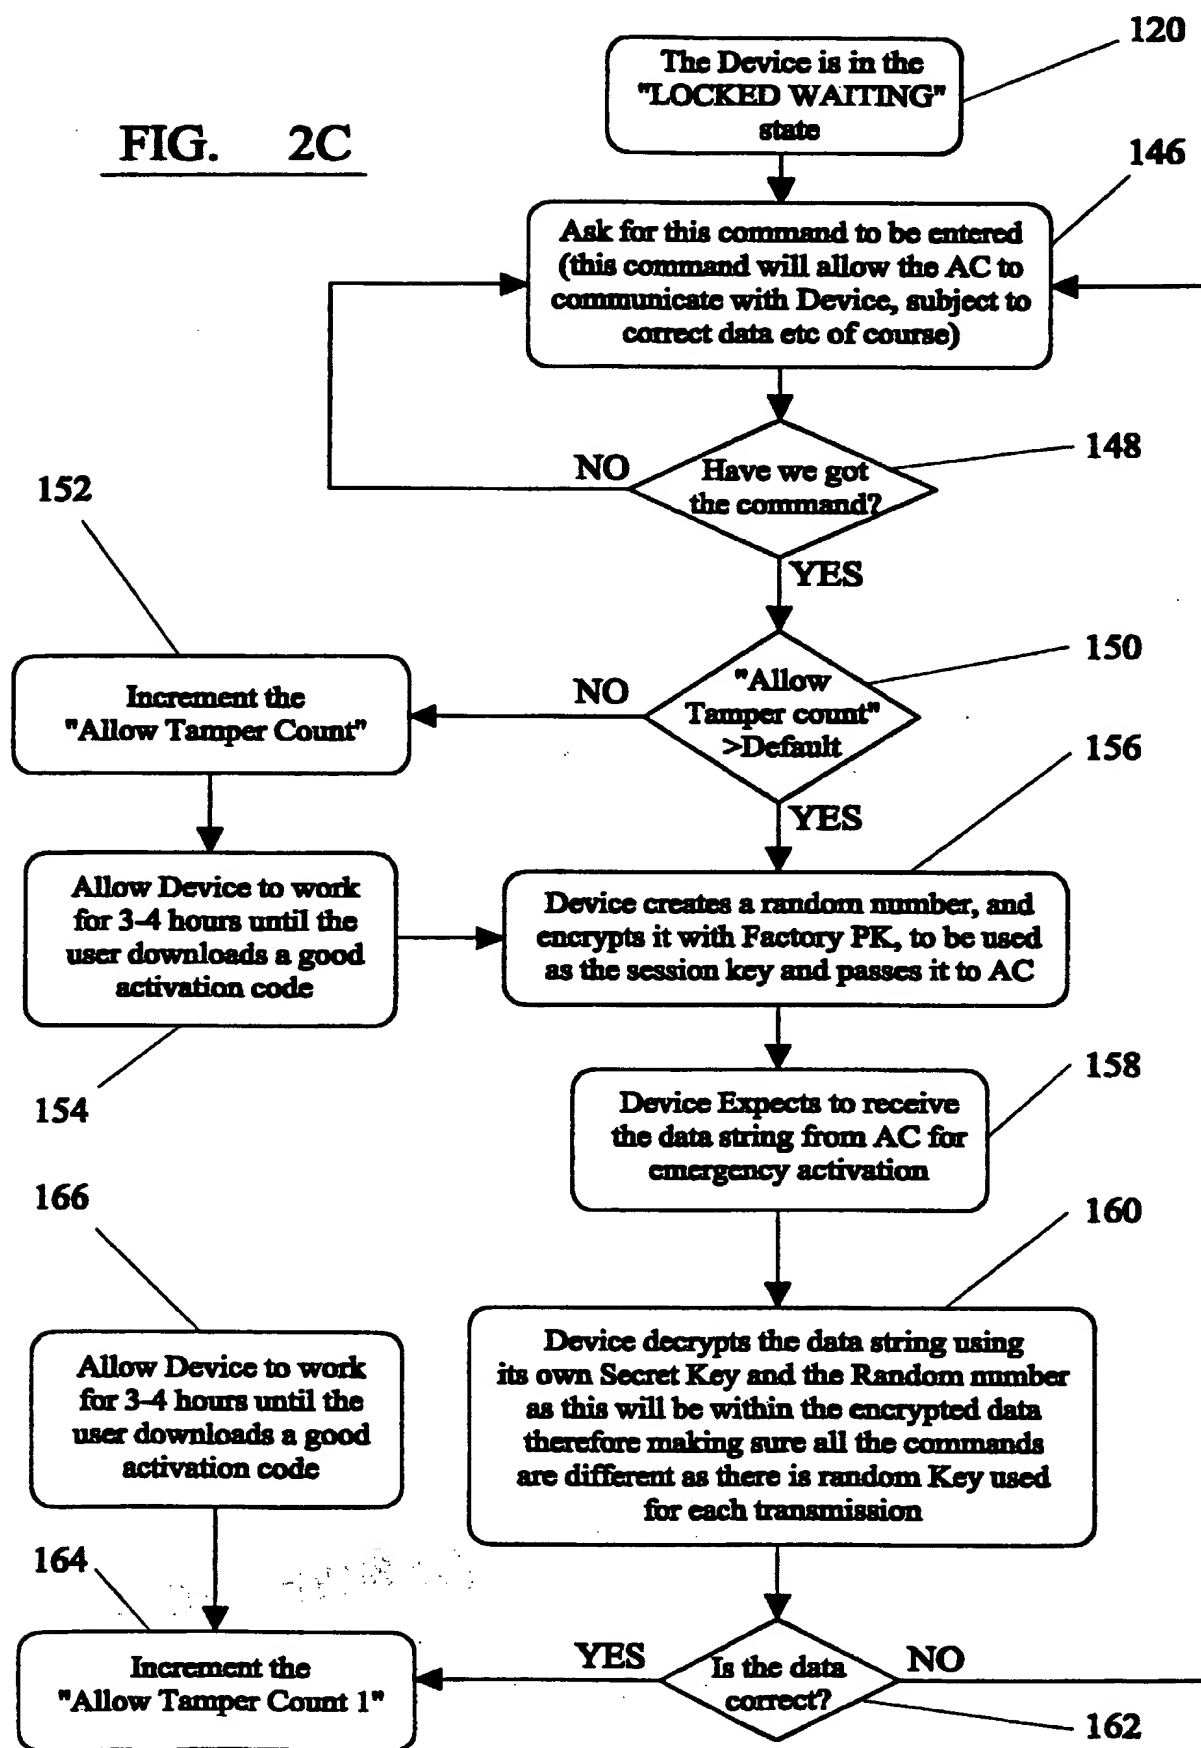 120
The Device is in the
"LOCKED WAITING"
state
FIG. 2C
146
Ask for this command to be entered
(this command will allow the AC to
communicate with Device, subject to
correct data etc of course)
148
NO
Have we got
the command?
152
YES
150
"Allow
Tamper count"
>Default
NO
Increment the
"Allow Tamper Count"
156
YES
Allow Device to work
for 3-4 hours until the
user downloads a good
activation code
Device creates a random number, and
encrypts it with Factory PK, to be used
as the session key and passes it to AC
154
158
Device Expects to receive
the data string from AC for
emergency activation
166
160
Allow Device to work
for 3-4 hours until the
user downloads a good
activation code
Device decrypts the data string using
its own Secret Key and the Random number
as this will be within the encrypted data
therefore making sure all the commands
are different as there is random Key used
for each transmission
164
Increment the
"Allow Tamper Count 1"
YES
Is the data
correct?
NO
162